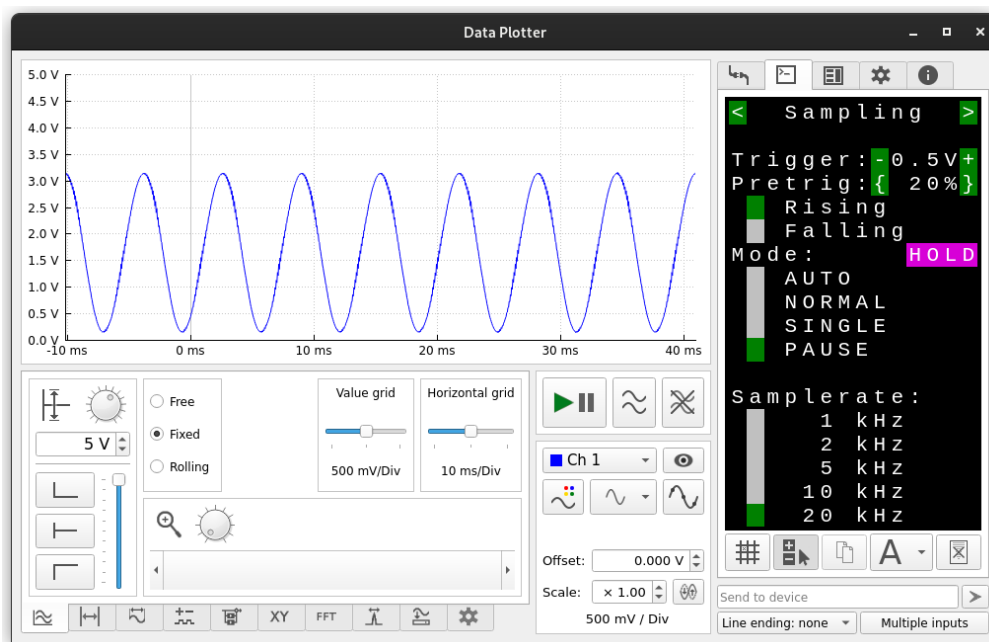 Data Plotter
5.0 V
4.5 V
4.0 V
3.5 V
3.0 V
2.5 V
2.0 V
1.5 V
1.0 V
0.5 V
0.0 V
-10 ms 0 ms 10 ms 20 ms 30 ms 40 ms
< Sampling >
Trigger:-0.5V+
Pretrig:{ 20%}
Rising
Falling
Mode: HOLD
AUTO
NORMAL
SINGLE
PAUSE
Samplerate:
1 kHz
2 kHz
5 kHz
10 kHz
20 kHz
5 V
Free
Fixed
Rolling
Value grid
500 mV/Div
Horizontal grid
10 ms/Div
Ch 1
Offset: 0.000 V
Scale: × 1.00
500 mV / Div
XY
FFT
A
Send to device
Line ending: none
Multiple inputs